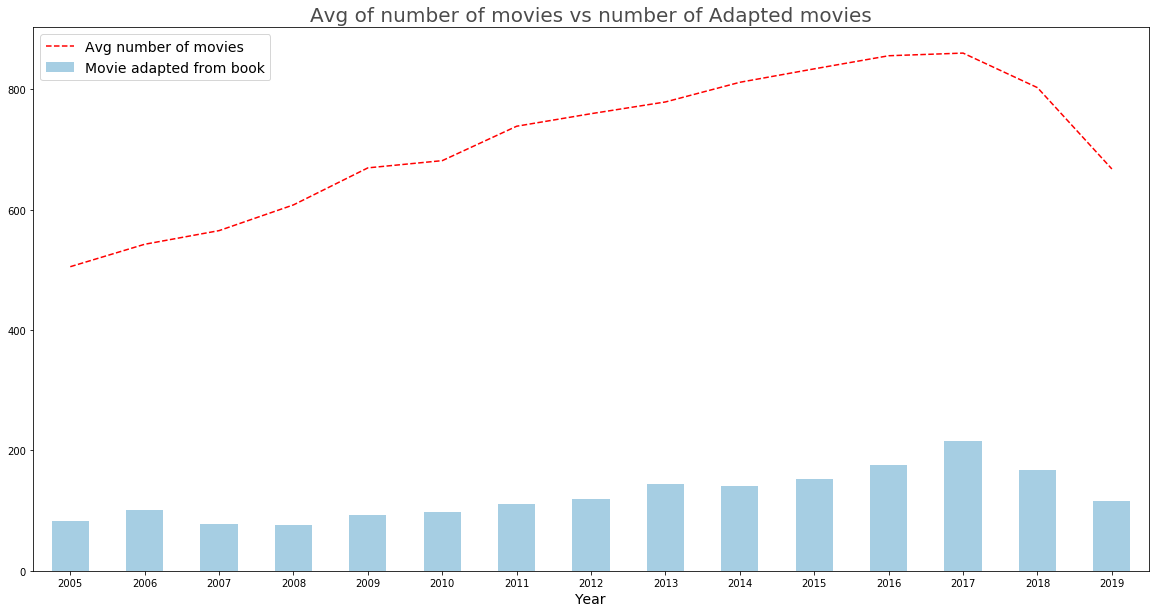 Avg of number of movies vs number of Adapted movies
Avg number of movies
Movie adapted from book
800
600
400
200
0
2005 2006 2007 2008 2009 2010 2011 2012 2013 2014 2015 2016 2017 2018 2019
Year